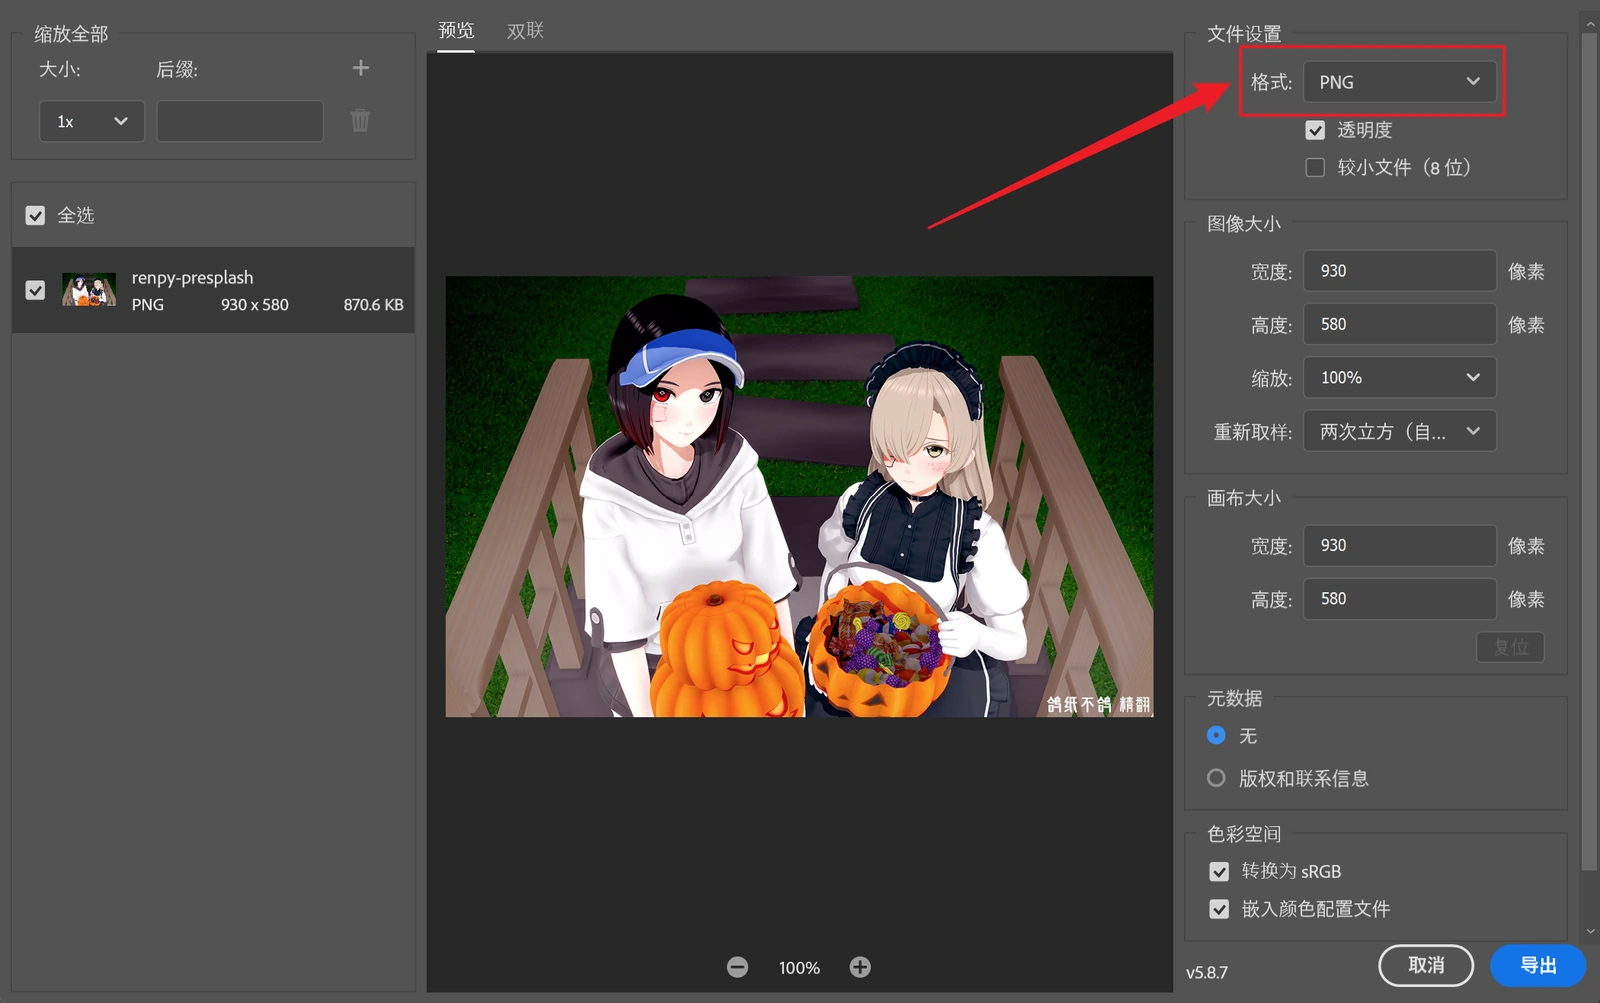 缩放全部
大小:
后缀:
1x
全选
renpy-presplash
PNG 930 x 580 870.6 KB
预览 双联
鸽纸不鸽 精翻
100%
文件设置
格式: PNG
透明度
较小文件（8 位）
图像大小
宽度: 930 像素
高度: 580 像素
缩放: 100%
重新取样: 两次立方（自...
画布大小
宽度: 930 像素
高度: 580 像素
复位
元数据
无
版权和联系信息
色彩空间
转换为 sRGB
嵌入颜色配置文件
v5.8.7
取消
导出